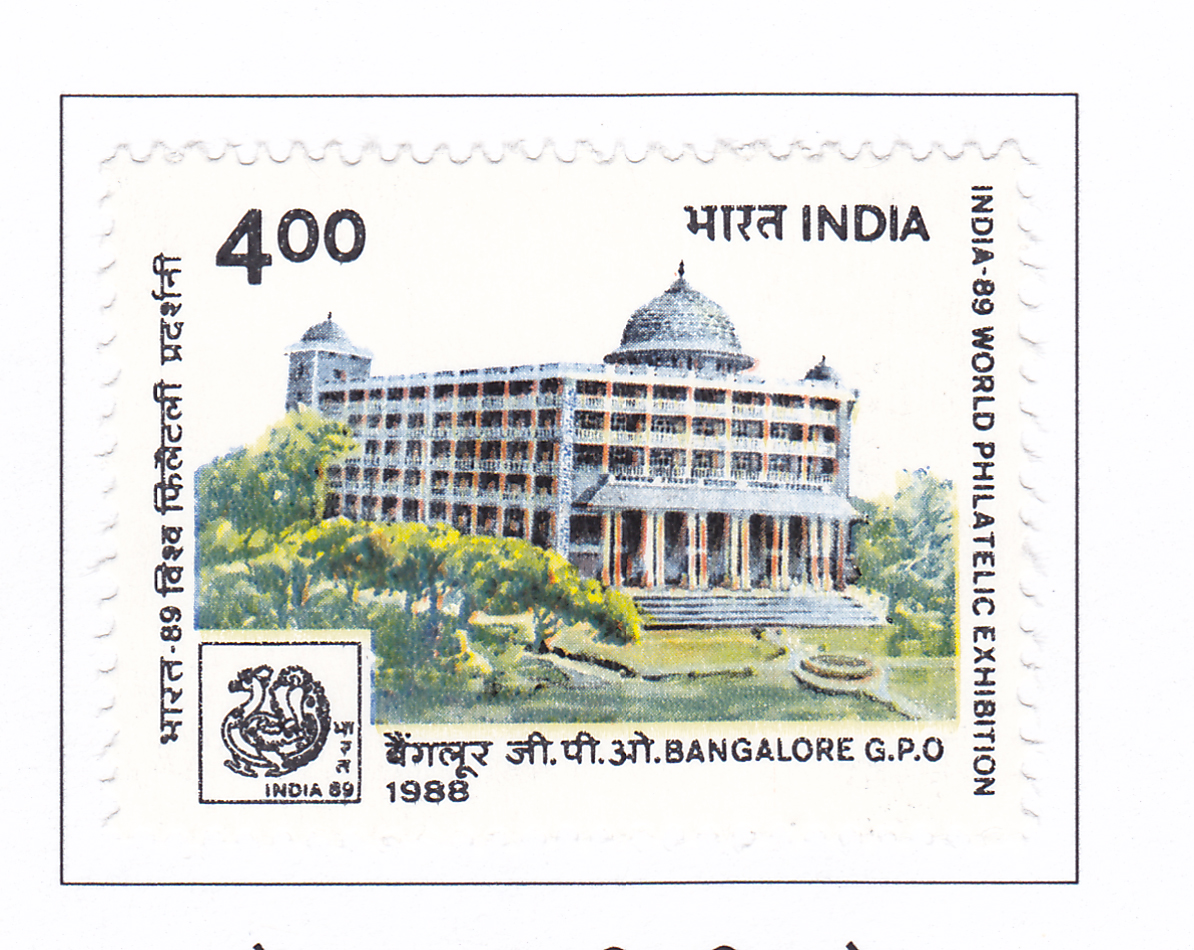 4.00
भारत INDIA
भारत-89 विश्व फिलैटली प्रदर्शनी
INDIA-89 WORLD PHILATELIC EXHIBITION
भारत
INDIA 89
बैंगलूर जी.पी.ओ. BANGALORE G.P.O
1988